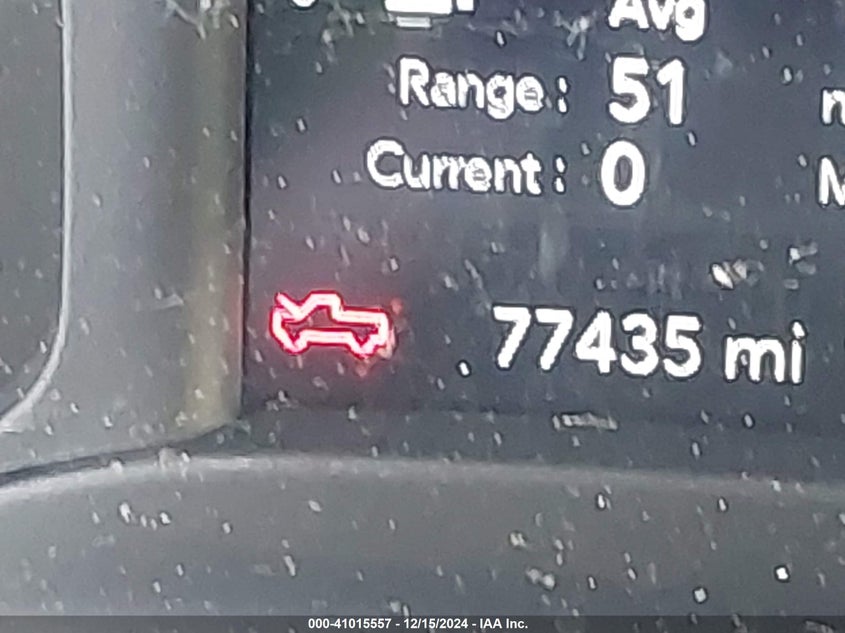 Avg
Range: 51
Current: 0
77435 mi
000-41015557 - 12/15/2024 - IAA Inc.